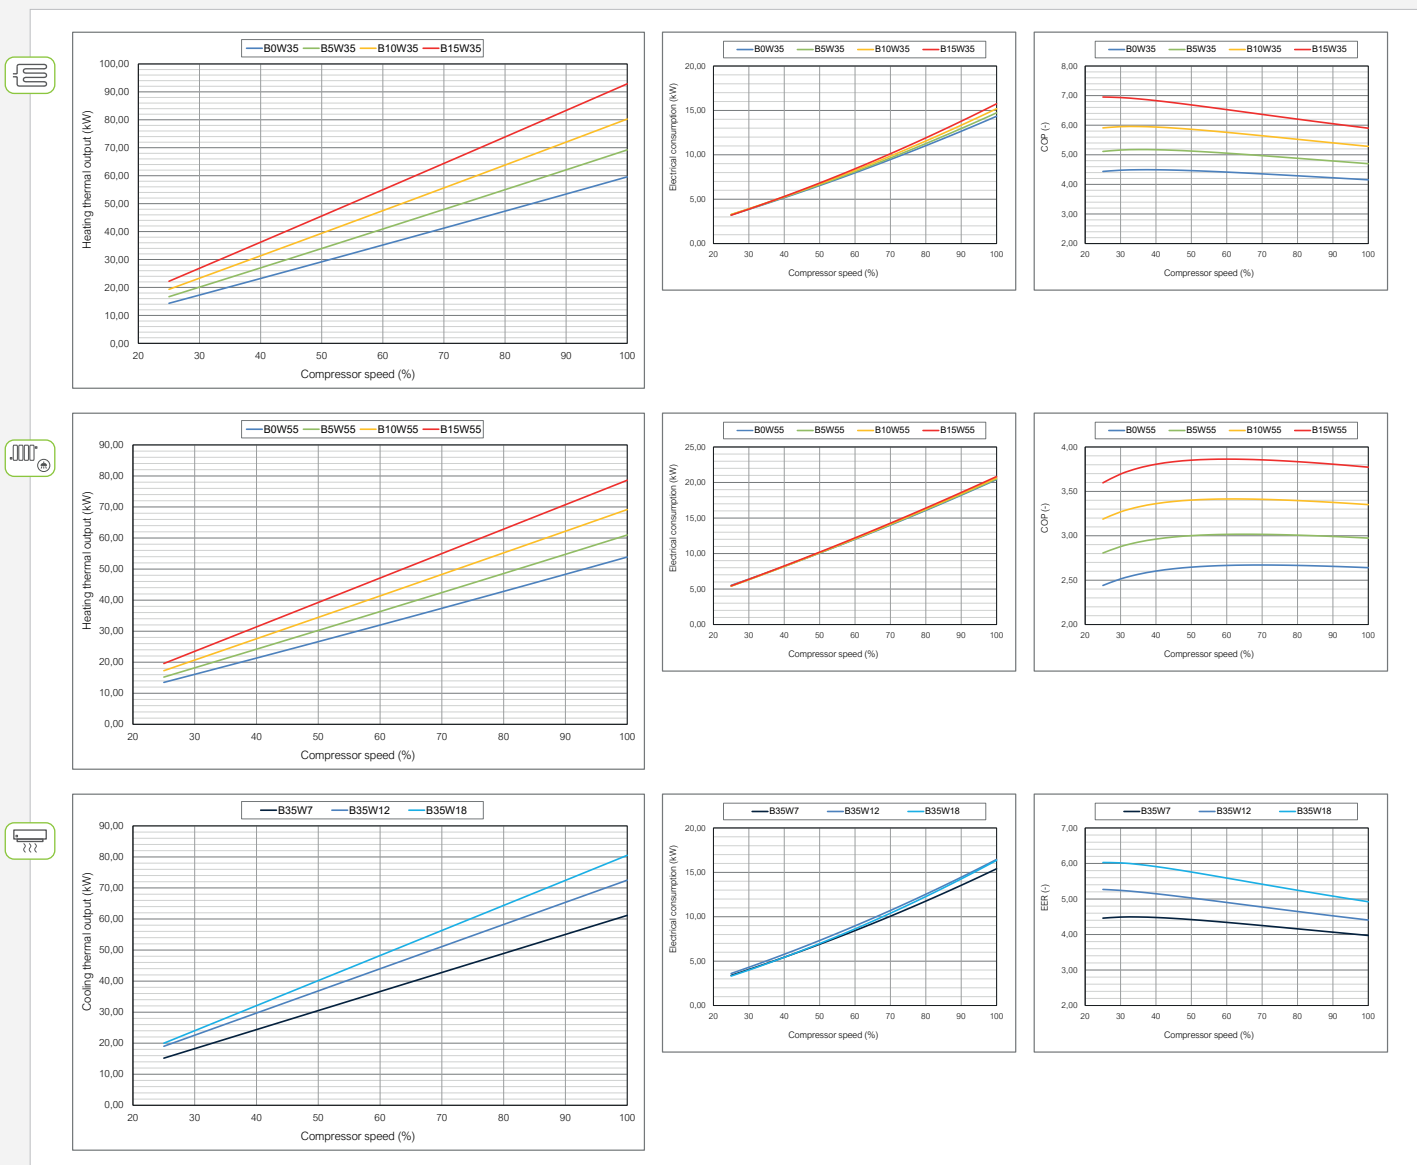 B0W35 B5W35 B10W35 B15W35
Heating thermal output (kW)
100,00
90,00
80,00
70,00
60,00
50,00
40,00
30,00
20,00
10,00
0,00
20 30 40 50 60 70 80 90 100
Compressor speed (%)
B0W35 B5W35 B10W35 B15W35
Electrical consumption (kW)
20,00
15,00
10,00
5,00
0,00
20 30 40 50 60 70 80 90 100
Compressor speed (%)
B0W35 B5W35 B10W35 B15W35
COP (-)
8,00
7,00
6,00
5,00
4,00
3,00
2,00
20 30 40 50 60 70 80 90 100
Compressor speed (%)
B0W55 B5W55 B10W55 B15W55
Heating thermal output (kW)
90,00
80,00
70,00
60,00
50,00
40,00
30,00
20,00
10,00
0,00
20 30 40 50 60 70 80 90 100
Compressor speed (%)
B0W55 B5W55 B10W55 B15W55
Electrical consumption (kW)
25,00
20,00
15,00
10,00
5,00
0,00
20 30 40 50 60 70 80 90 100
Compressor speed (%)
B0W55 B5W55 B10W55 B15W55
COP (-)
4,00
3,50
3,00
2,50
2,00
20 30 40 50 60 70 80 90 100
Compressor speed (%)
B35W7 B35W12 B35W18
Cooling thermal output (kW)
90,00
80,00
70,00
60,00
50,00
40,00
30,00
20,00
10,00
0,00
20 30 40 50 60 70 80 90 100
Compressor speed (%)
B35W7 B35W12 B35W18
Electrical consumption (kW)
20,00
15,00
10,00
5,00
0,00
20 30 40 50 60 70 80 90 100
Compressor speed (%)
B35W7 B35W12 B35W18
EER (-)
7,00
6,00
5,00
4,00
3,00
2,00
20 30 40 50 60 70 80 90 100
Compressor speed (%)